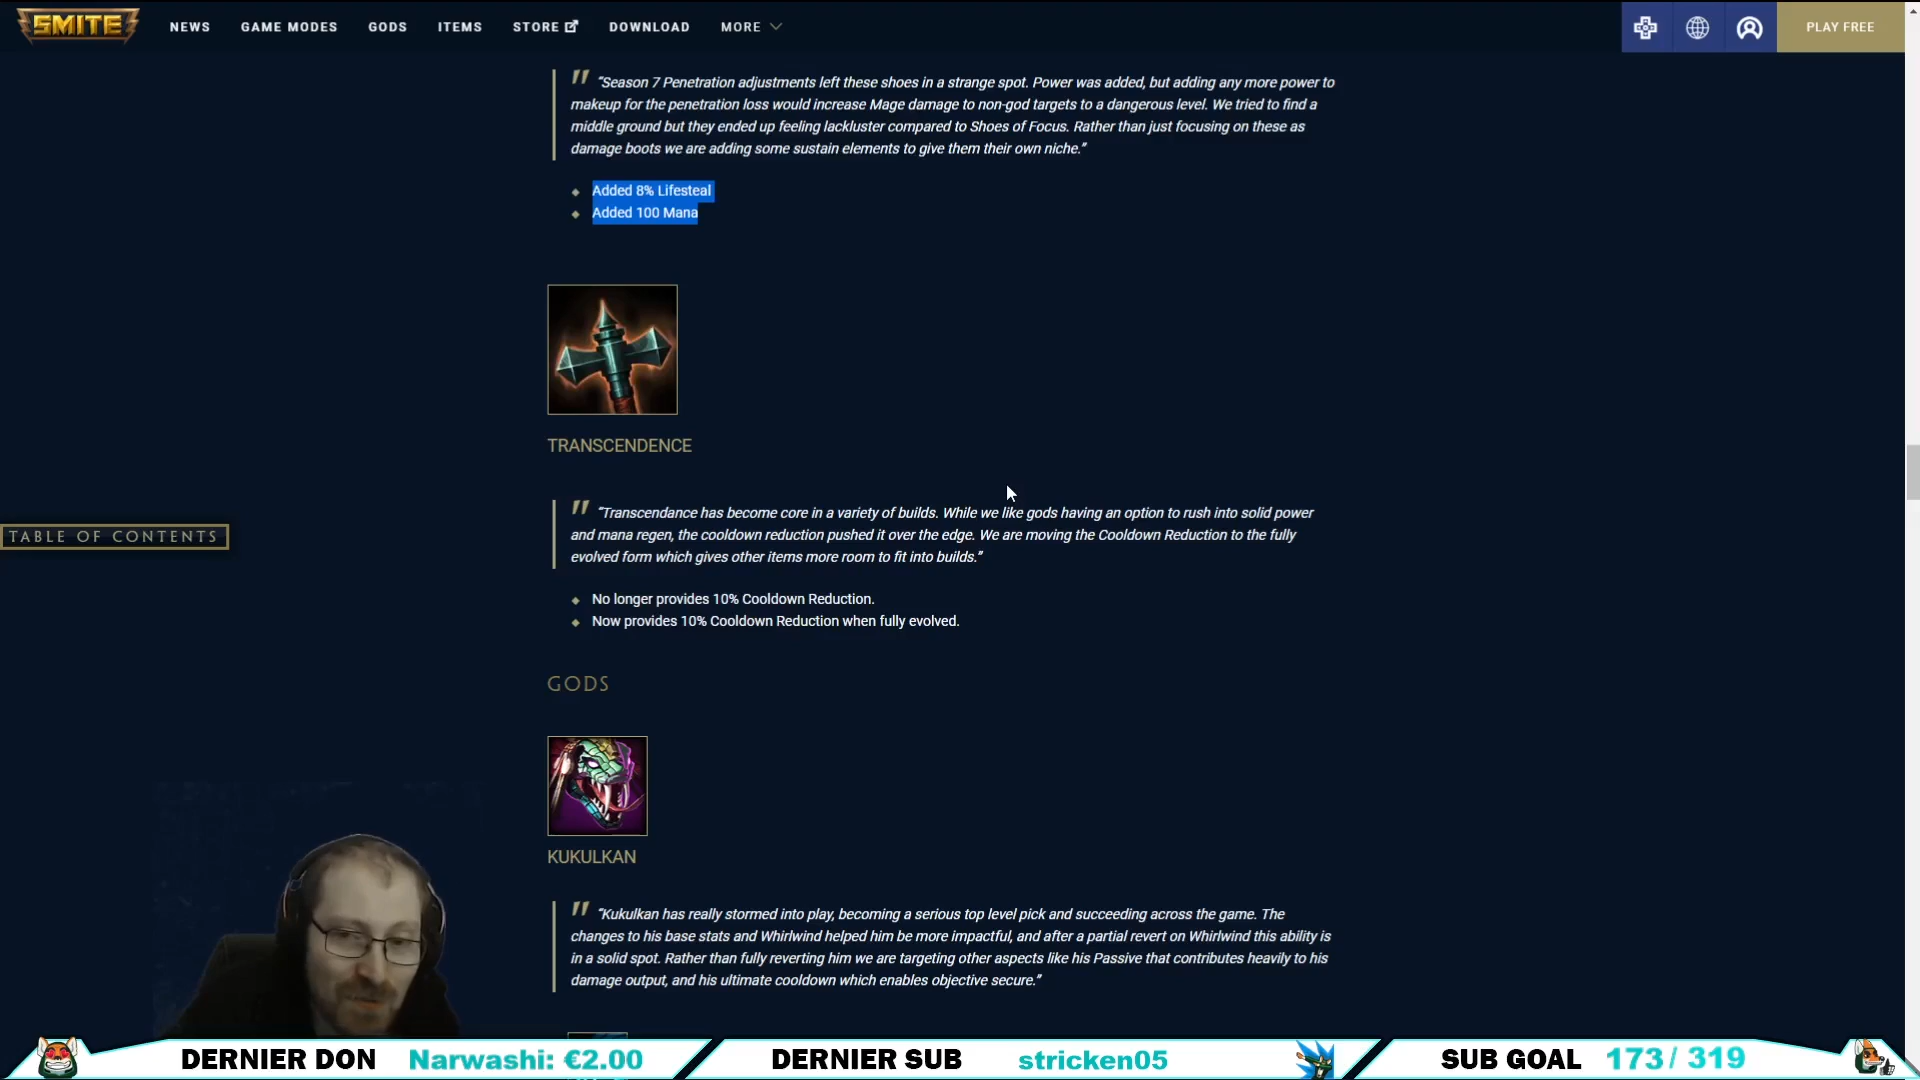 SMITE NEWS GAME MODES GODS ITEMS STORE DOWNLOAD MORE PLAY FREE
"Season 7 Penetration adjustments left these shoes in a strange spot. Power was added, but adding any more power to
makeup for the penetration loss would increase Mage damage to non-god targets to a dangerous level. We tried to find a
middle ground but they ended up feeling lackluster compared to Shoes of Focus. Rather than just focusing on these as
damage boots we are adding some sustain elements to give them their own niche."
Added 8% Lifesteal
Added 100 Mana
TRANSCENDENCE
"Transcendance has become core in a variety of builds. While we like gods having an option to rush into solid power
and mana regen, the cooldown reduction pushed it over the edge. We are moving the Cooldown Reduction to the fully
evolved form which gives other items more room to fit into builds."
TABLE OF CONTENTS
No longer provides 10% Cooldown Reduction.
Now provides 10% Cooldown Reduction when fully evolved.
GODS
KUKULKAN
"Kukulkan has really stormed into play, becoming a serious top level pick and succeeding across the game. The
changes to his base stats and Whirlwind helped him be more impactful, and after a partial revert on Whirlwind this ability is
in a solid spot. Rather than fully reverting him we are targeting other aspects like his Passive that contributes heavily to his
damage output, and his ultimate cooldown which enables objective secure."
DERNIER DON Narwashi: €2.00 DERNIER SUB stricken05 SUB GOAL 173/ 319